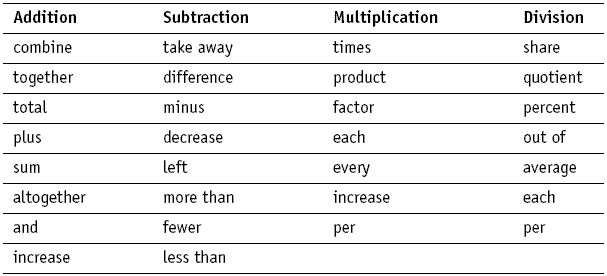 Addition Subtraction Multiplication Division
combine take away times share
together difference product quotient
total minus factor percent
plus decrease each out of
sum left every average
altogether more than increase each
and fewer per per
increase less than